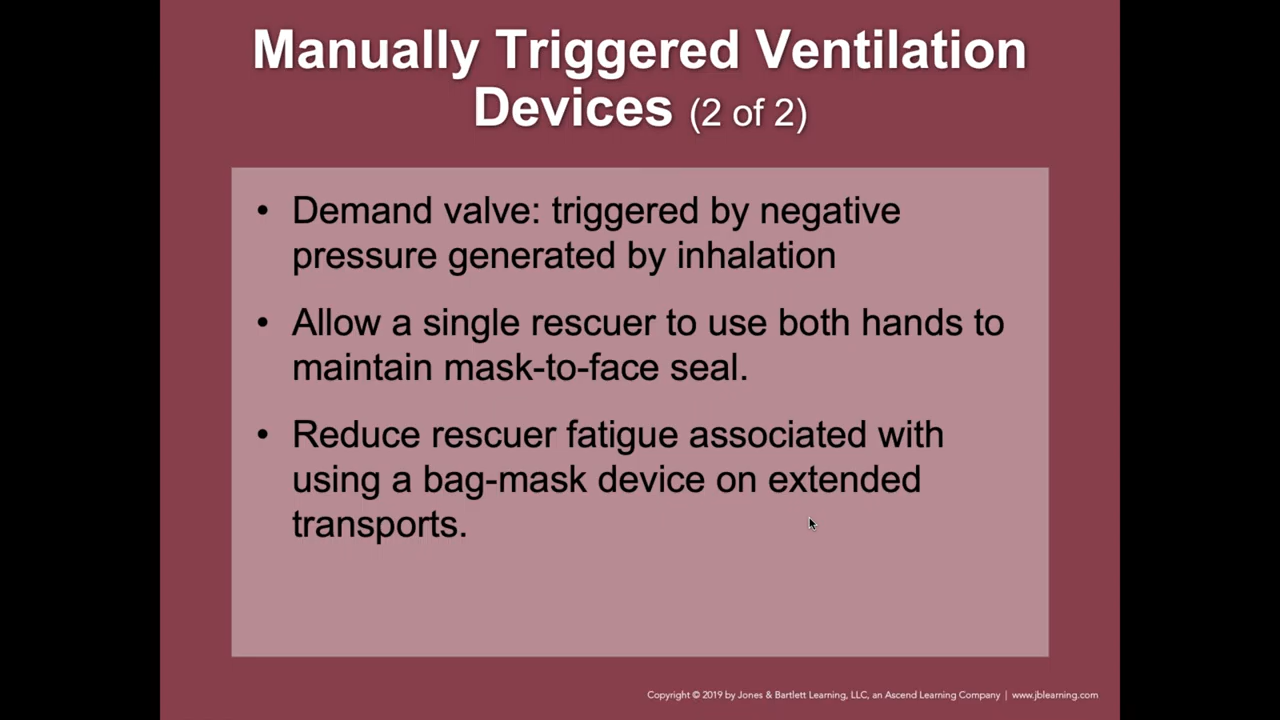 Manually Triggered Ventilation
Devices (2 of 2)
• Demand valve: triggered by negative
pressure generated by inhalation
• Allow a single rescuer to use both hands to
maintain mask-to-face seal.
• Reduce rescuer fatigue associated with
using a bag-mask device on extended
transports.
Copyright © 2019 by Jones & Bartlett Learning, LLC, an Ascend Learning Company | www.jblearning.com